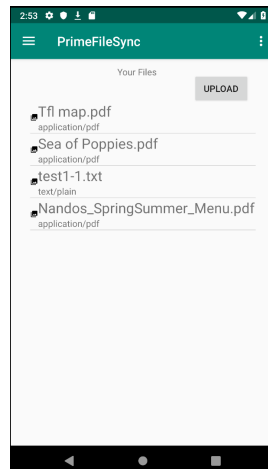 2:53
PrimeFileSync
Your Files
UPLOAD
Tfl map.pdf
application/pdf
Sea of Poppies.pdf
application/pdf
test1-1.txt
text/plain
Nandos_SpringSummer_Menu.pdf
application/pdf